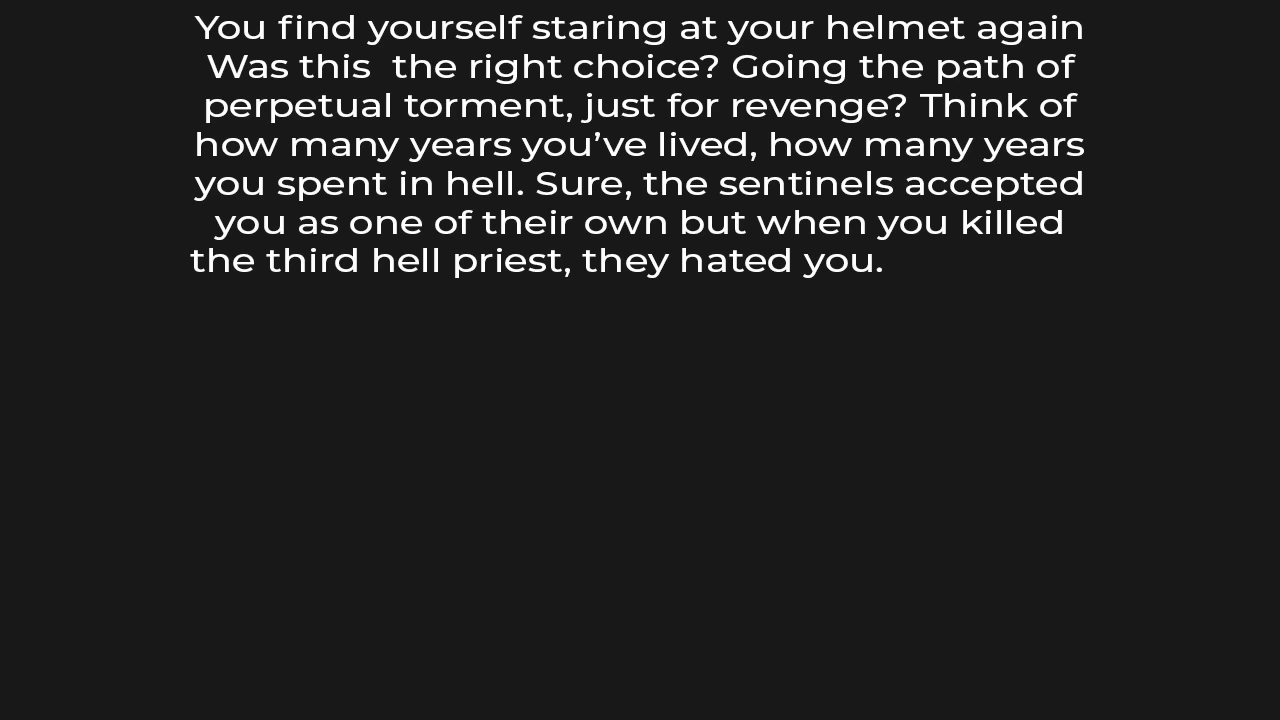 You find yourself staring at your helmet again
Was this  the right choice? Going the path of
perpetual torment, just for revenge? Think of
how many years you’ve lived, how many years
you spent in hell. Sure, the sentinels accepted
you as one of their own but when you killed
the third hell priest, they hated you.